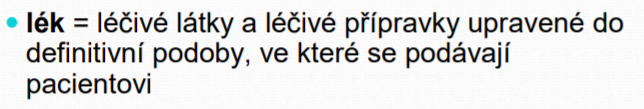 • lék = léčivé látky a léčivé přípravky upravené do
definitivní podoby, ve které se podávají
pacientovi